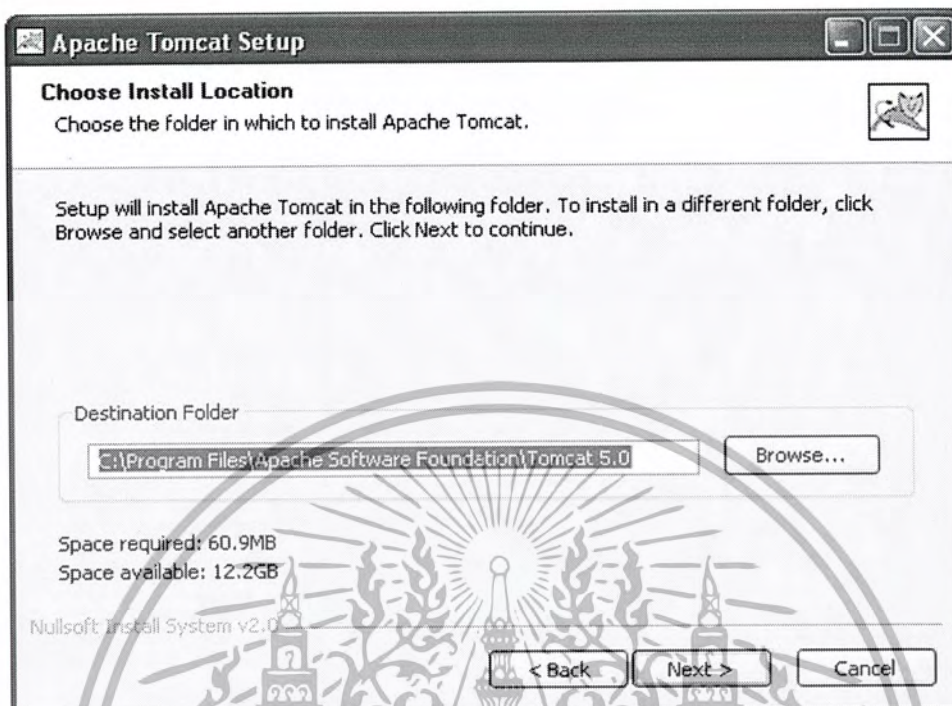 Apache Tomcat Setup
Choose Install Location
Choose the folder in which to install Apache Tomcat.
Setup will install Apache Tomcat in the following folder. To install in a different folder, click
Browse and select another folder. Click Next to continue.
Destination Folder
C:\Program Files\Apache Software Foundation\Tomcat 5.0
Browse...
Space required: 60.9MB
Space available: 12.2GB
Nullsoft Install System v2.0
< Back
Next >
Cancel